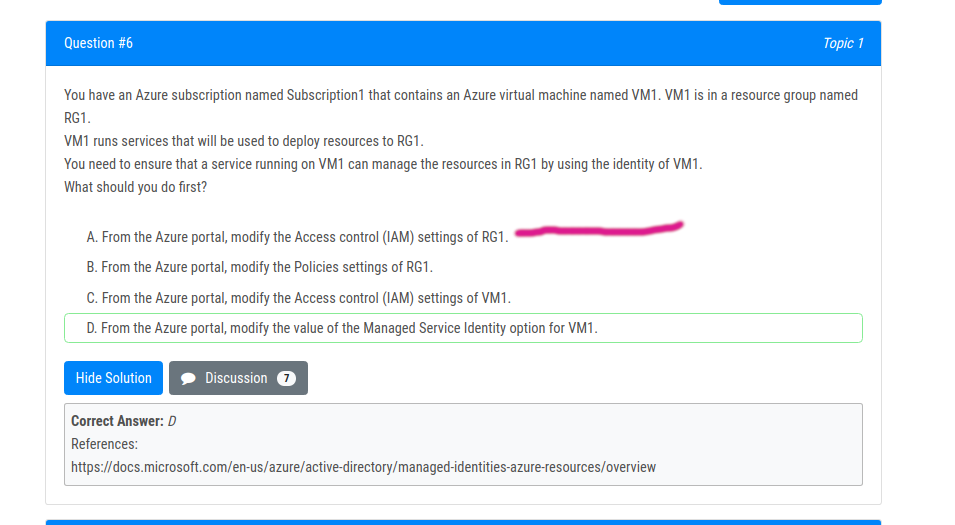 Question #6
Topic 1
You have an Azure subscription named Subscription1 that contains an Azure virtual machine named VM1. VM1 is in a resource group named
RG1.
VM1 runs services that will be used to deploy resources to RG1.
You need to ensure that a service running on VM1 can manage the resources in RG1 by using the identity of VM1.
What should you do first?
A. From the Azure portal, modify the Access control (IAM) settings of RG1.
B. From the Azure portal, modify the Policies settings of RG1.
C. From the Azure portal, modify the Access control (IAM) settings of VM1.
D. From the Azure portal, modify the value of the Managed Service Identity option for VM1.
Hide Solution
Discussion 7
Correct Answer: D
References:
https://docs.microsoft.com/en-us/azure/active-directory/managed-identities-azure-resources/overview